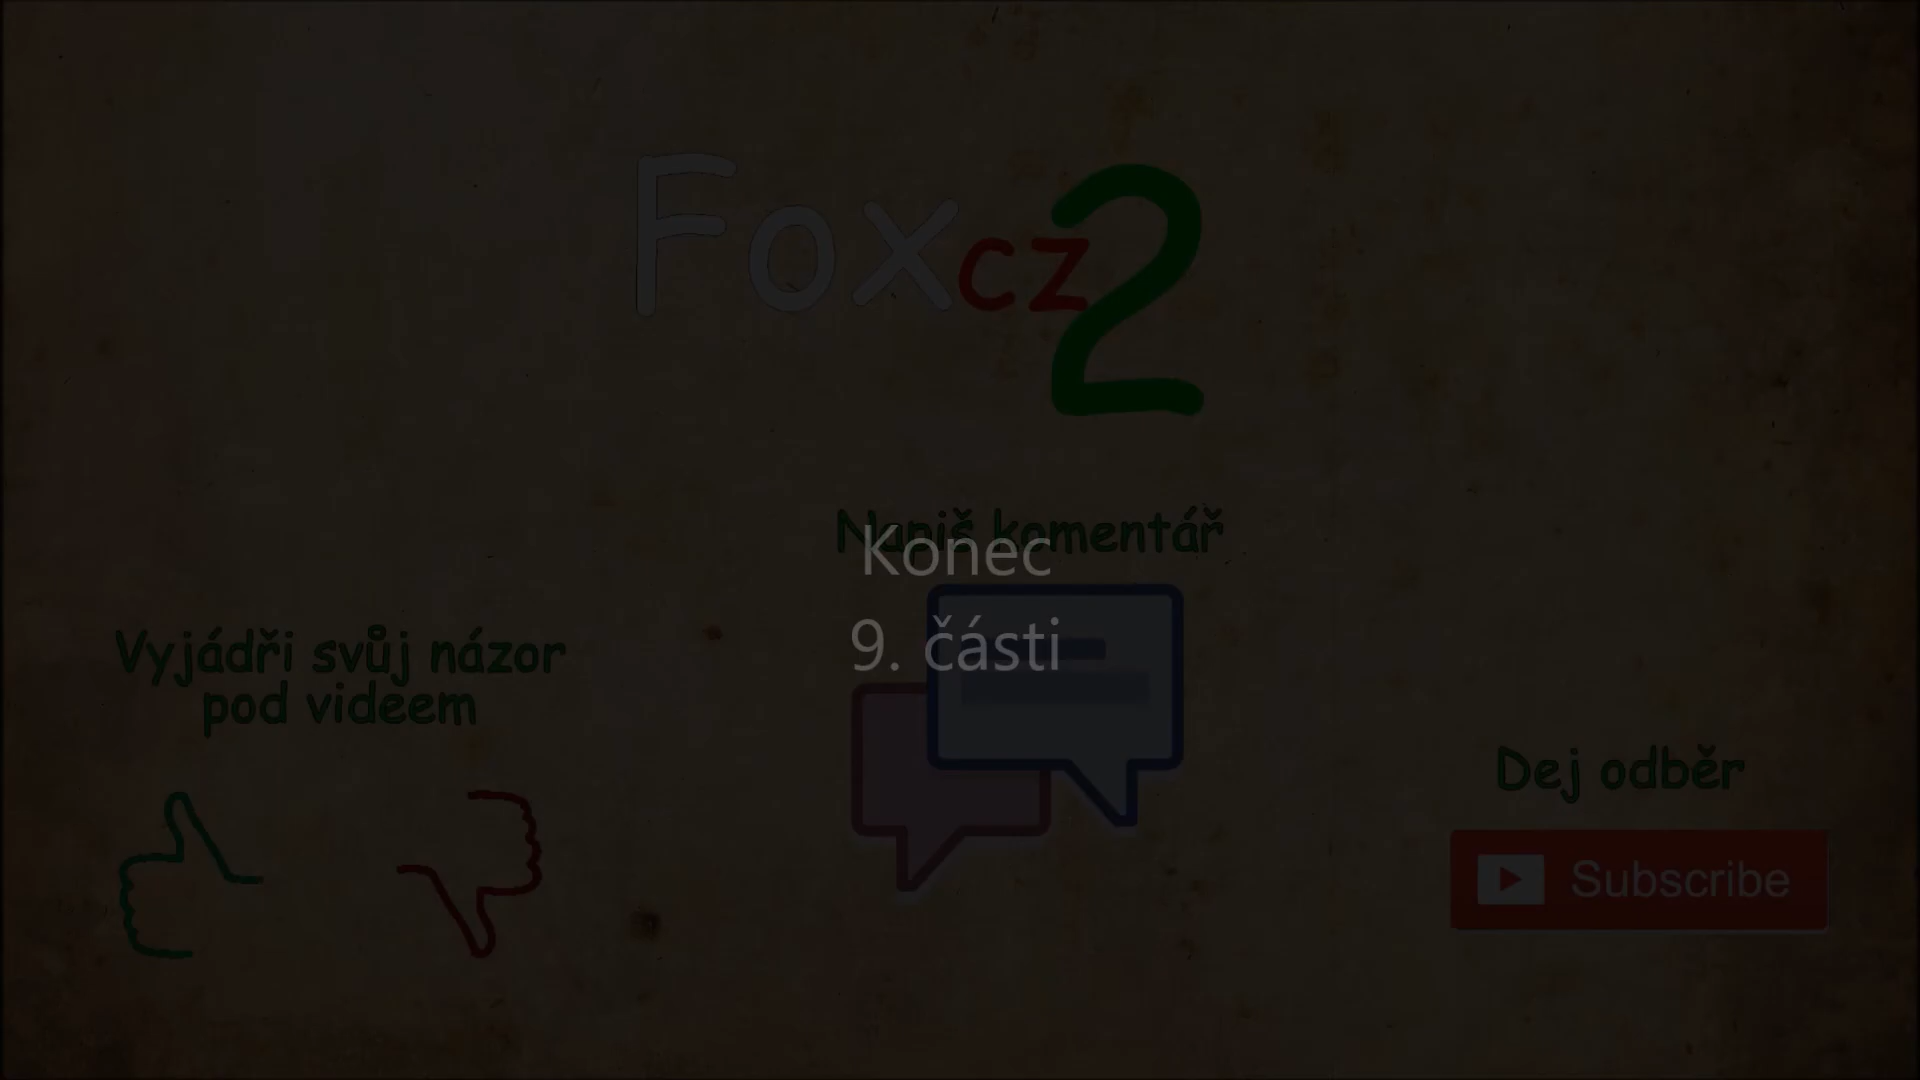 Foxcz2
Napiš komentář
Konec
9. části
Vyjádři svůj názor
pod videem
Dej odběr
Subscribe